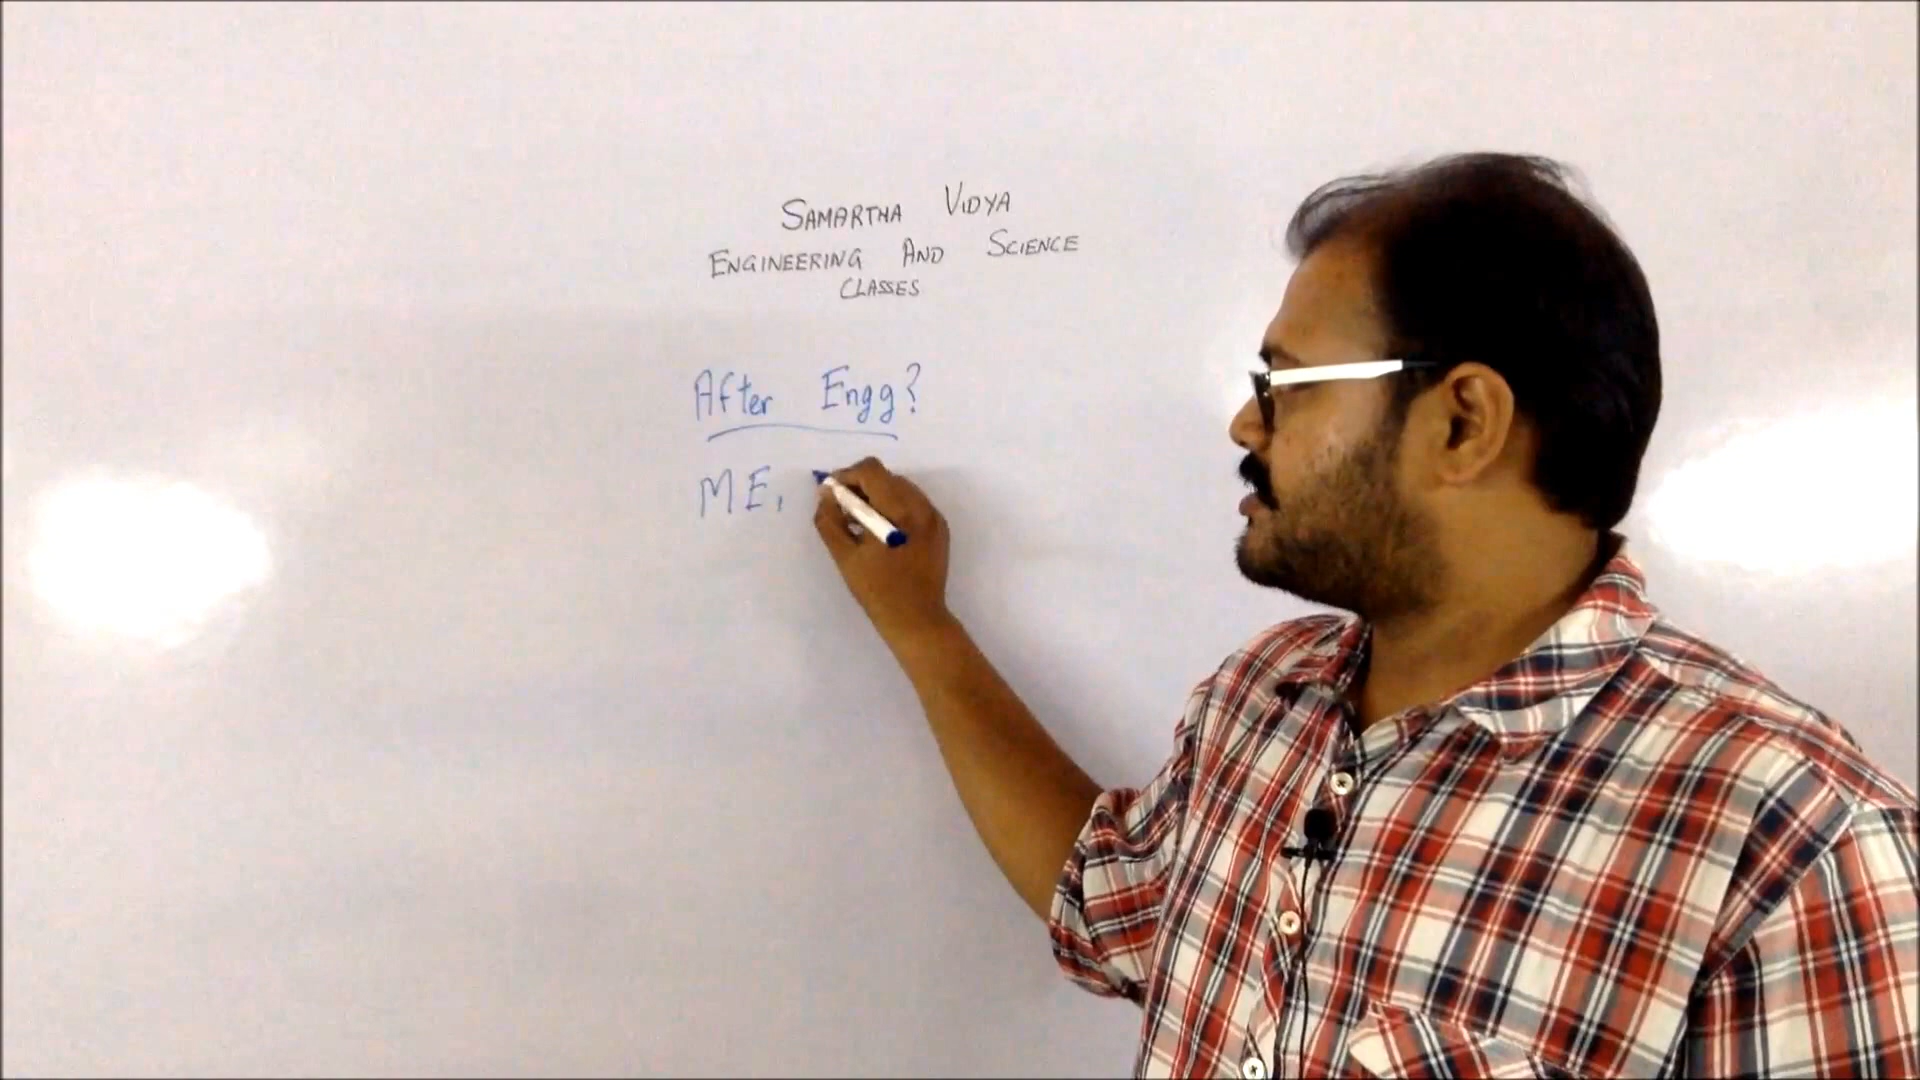 SAMARTHA VIDYA
ENGINEERING AND SCIENCE
CLASSES
After Engg?
ME,